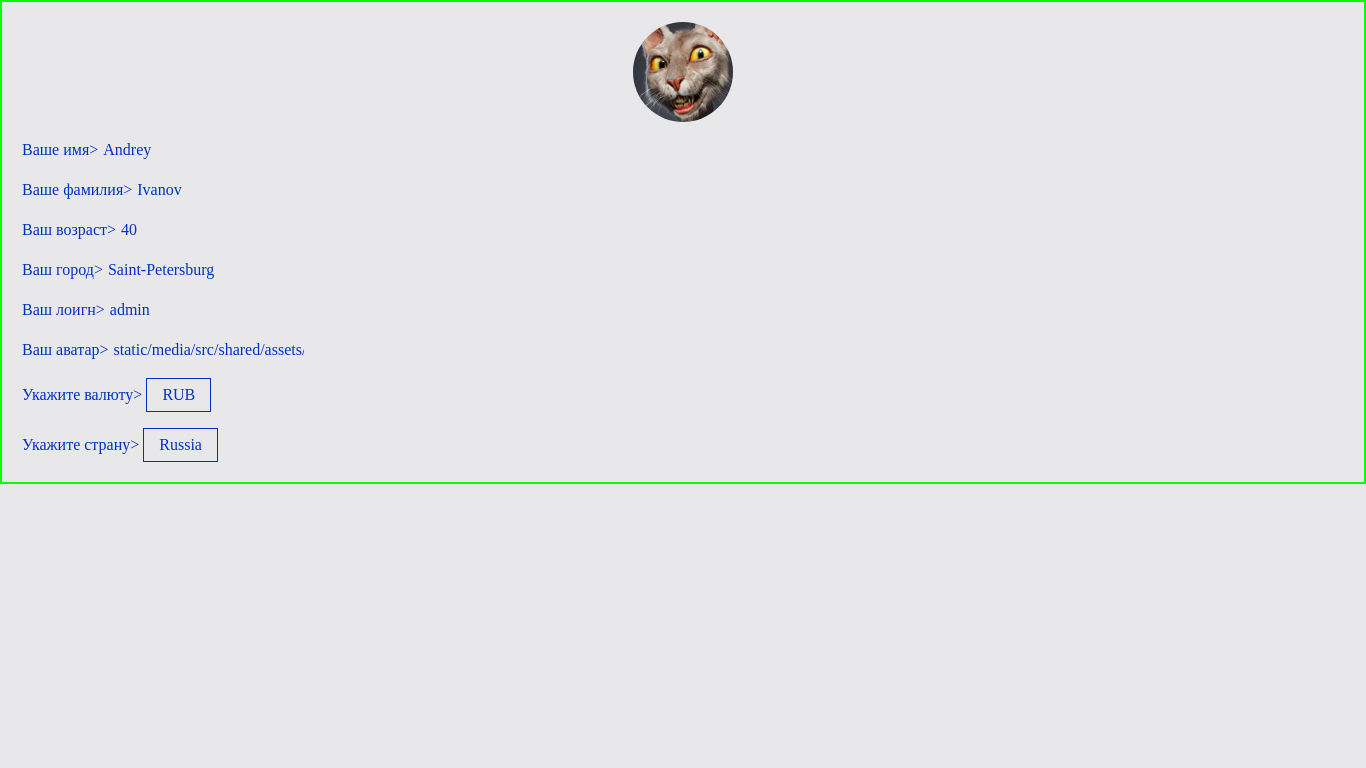 Ваше имя> Andrey
Ваше фамилия> Ivanov
Ваш возраст> 40
Ваш город> Saint-Petersburg
Ваш лоигн> admin
Ваш аватар> static/media/src/shared/assets/
Укажите валюту> RUB
Укажите страну> Russia